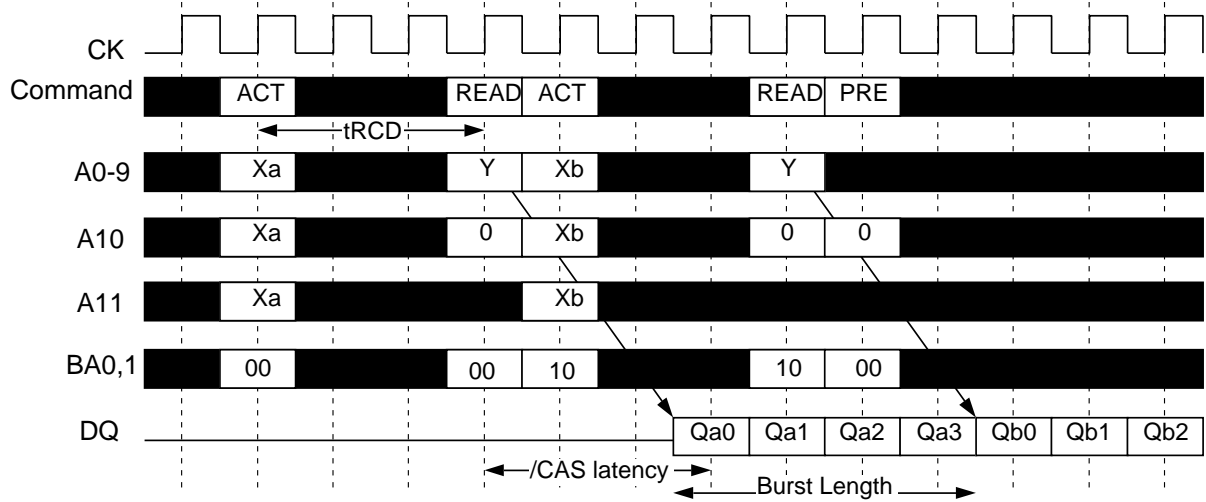 CK
Command ACT READ ACT READ PRE
tRCD
A0-9 Xa Y Xb Y
A10 Xa 0 Xb 0 0
A11 Xa Xb
BA0,1 00 00 10 10 00
DQ Qa0 Qa1 Qa2 Qa3 Qb0 Qb1 Qb2
/CAS latency
Burst Length